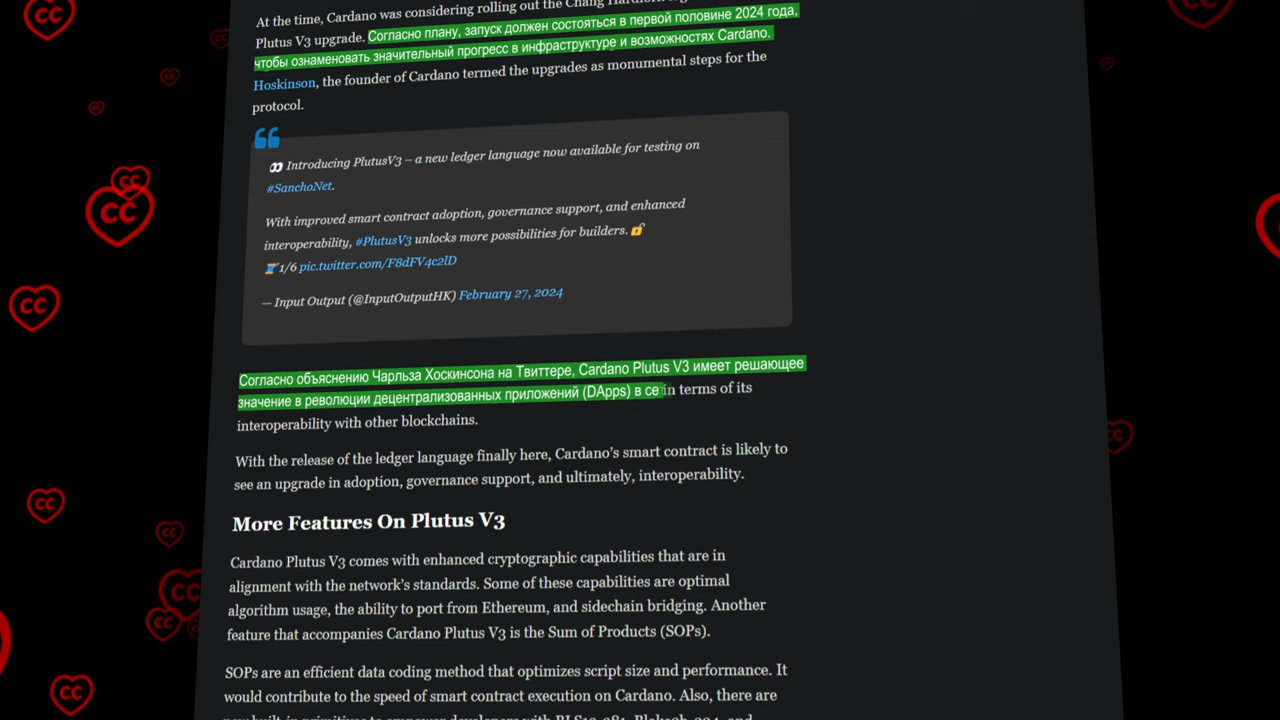 At the time, Cardano was considering rolling out the Chang
Plutus V3 upgrade. Согласно плану, запуск должен состояться в первой половине 2024 года,
чтобы ознаменовать значительный прогресс в инфраструктуре и возможностях Cardano.
Hoskinson, the founder of Cardano termed the upgrades as monumental steps for the
protocol.
👀 Introducing PlutusV3 – a new ledger language now available for testing on
#SanchoNet.
With improved smart contract adoption, governance support, and enhanced
interoperability, #PlutusV3 unlocks more possibilities for builders. 🔓
⏳ 1/6 pic.twitter.com/F8dFV4c2lD
— Input Output (@InputOutputHK) February 27, 2024
Согласно объяснению Чарльза Хоскинсона на Твиттере, Cardano Plutus V3 имеет решающее
значение в революции децентрализованных приложений (DApps) в се in terms of its
interoperability with other blockchains.
With the release of the ledger language finally here, Cardano’s smart contract is likely to
see an upgrade in adoption, governance support, and ultimately, interoperability.
More Features On Plutus V3
Cardano Plutus V3 comes with enhanced cryptographic capabilities that are in
alignment with the network’s standards. Some of these capabilities are optimal
algorithm usage, the ability to port from Ethereum, and sidechain bridging. Another
feature that accompanies Cardano Plutus V3 is the Sum of Products (SOPs).
SOPs are an efficient data coding method that optimizes script size and performance. It
would contribute to the speed of smart contract execution on Cardano. Also, there are